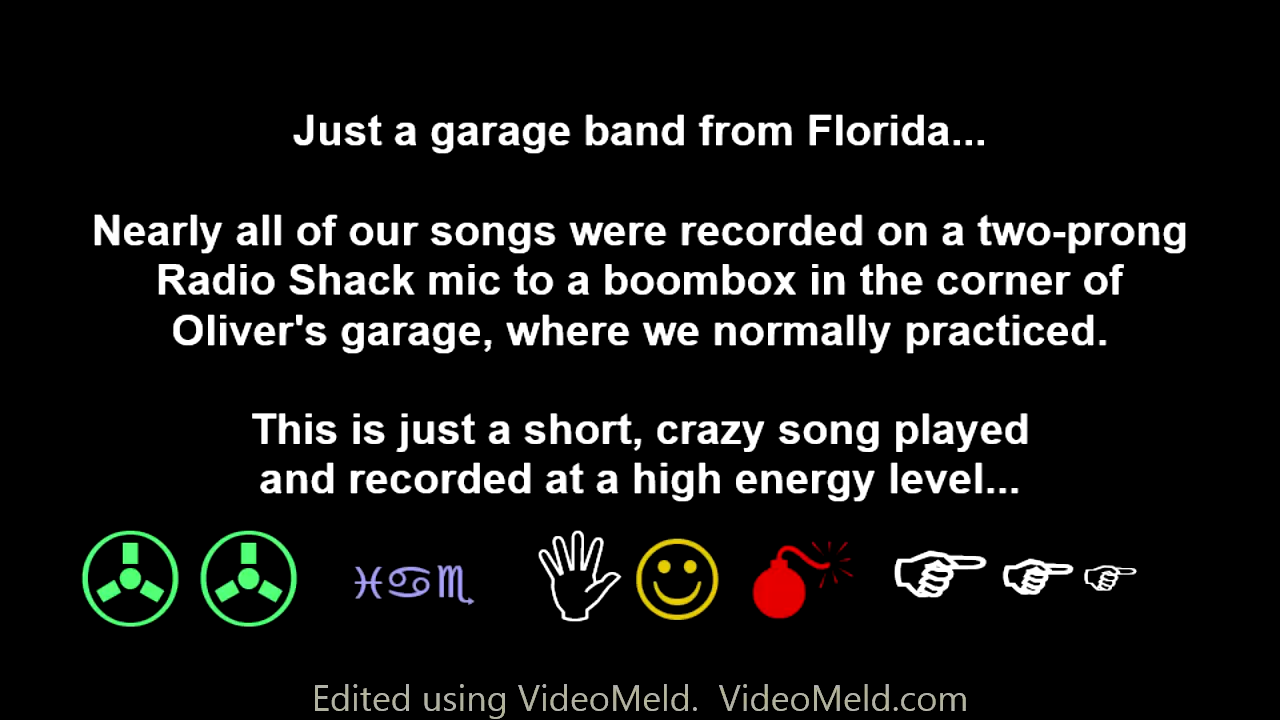 Just a garage band from Florida...
Nearly all of our songs were recorded on a two-prong
Radio Shack mic to a boombox in the corner of
Oliver's garage, where we normally practiced.
This is just a short, crazy song played
and recorded at a high energy level...
♓♋♏
Edited using VideoMeld.  VideoMeld.com